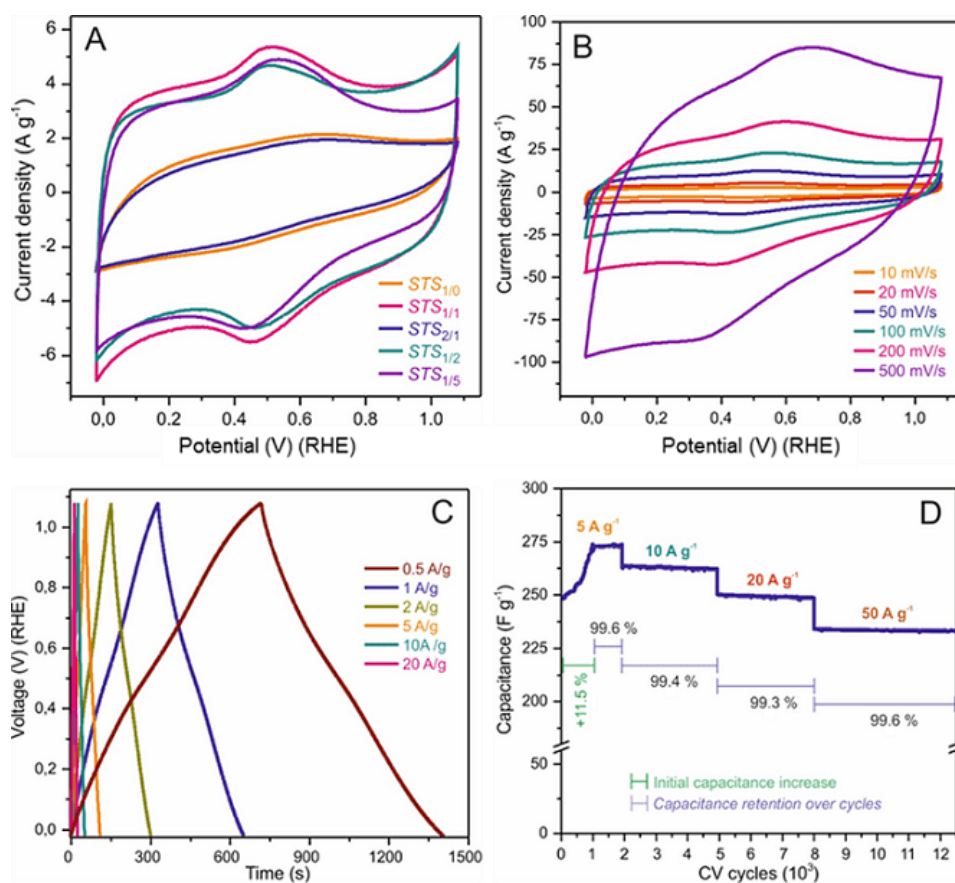 A
Current density (A g⁻¹)
6
4
2
0
-2
-4
-6
0,0 0.2 0.4 0.6 0.8 1.0
Potential (V) (RHE)
STS1/0
STS1/1
STS2/1
STS1/2
STS1/5
B
Current density (A g⁻¹)
100
75
50
25
0
-25
-50
-75
-100
0.0 0.2 0.4 0.6 0.8 1.0
Potential (V) (RHE)
10 mV/s
20 mV/s
50 mV/s
100 mV/s
200 mV/s
500 mV/s
C
Voltage (V) (RHE)
1,0
0,8
0,6
0,4
0,2
0,0
0 300 600 900 1200 1500
Time (s)
0.5 A/g
1 A/g
2 A/g
5 A/g
10A /g
20 A/g
D
Capacitance (F g⁻¹)
300
275
250
225
200
50
0
5 A g⁻¹
10 A g⁻¹
20 A g⁻¹
50 A g⁻¹
+11.5 %
99.6 %
99.4 %
99.3 %
99.6 %
Initial capacitance increase
Capacitance retention over cycles
0 1 2 3 4 5 6 7 8 9 10 11 12
CV cycles (10³)